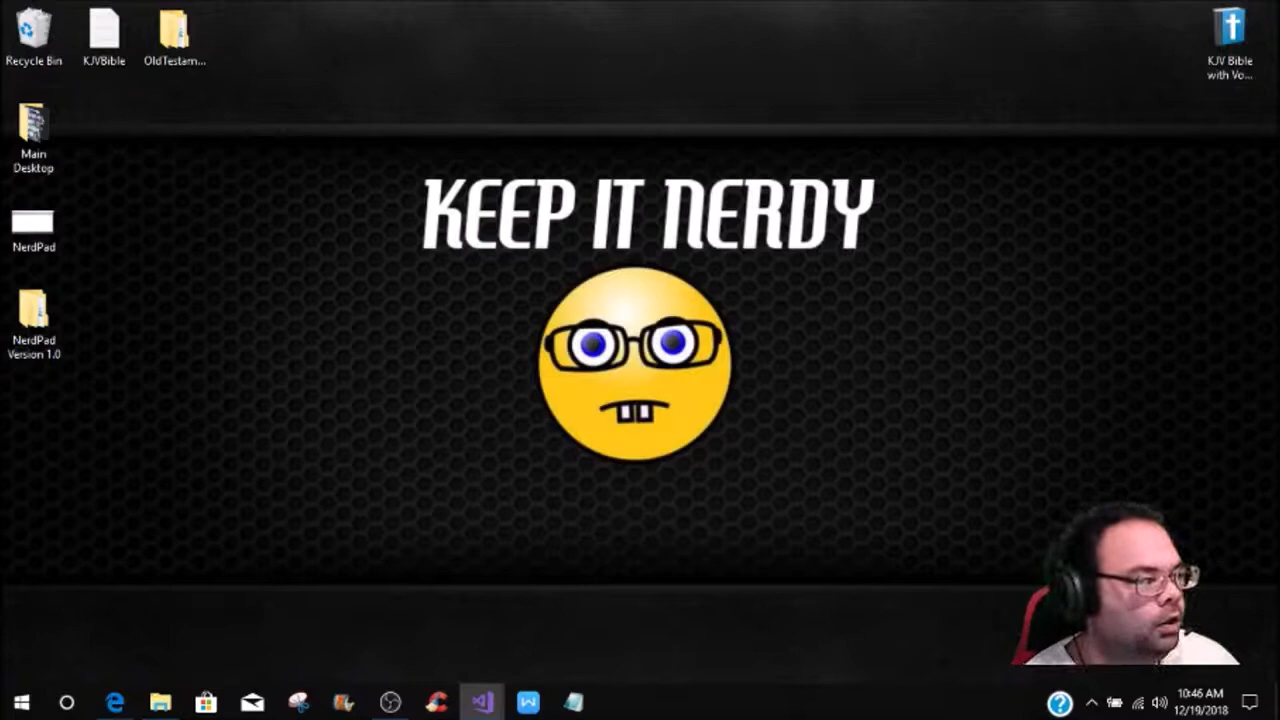 Recycle Bin
KJVBible
OldTestam...
KJV Bible
with Vo...
Main
Desktop
NerdPad
NerdPad
Version 1.0
KEEP IT NERDY
10:46 AM
12/19/2018